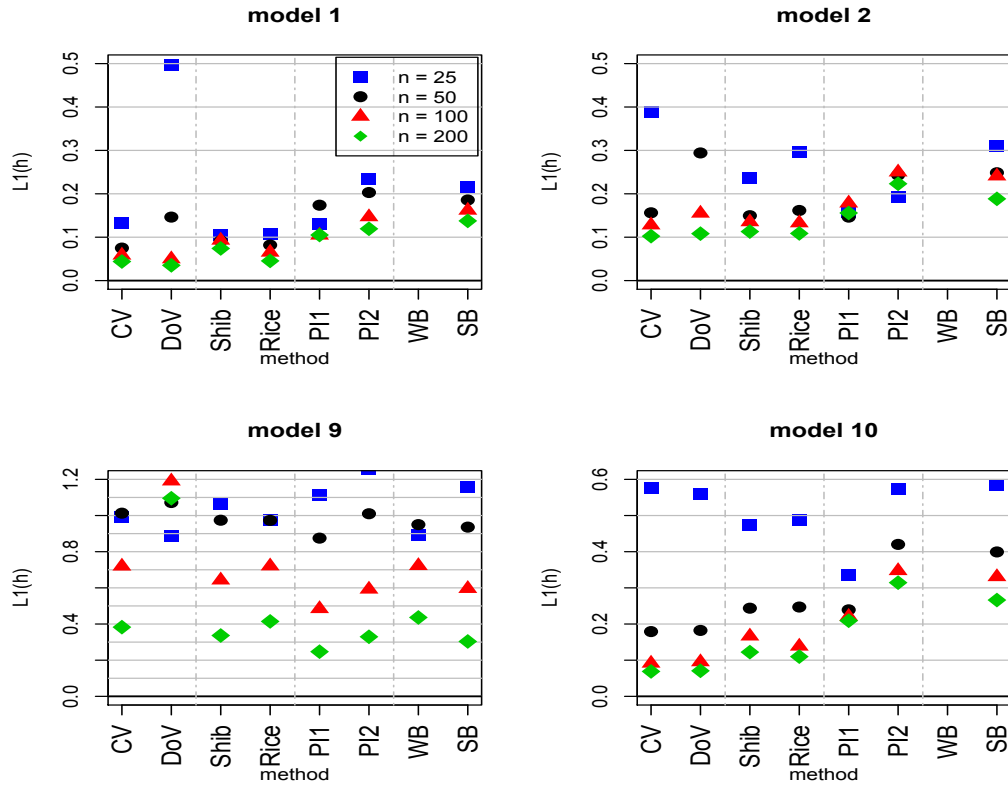 model 1
L1(h)
0.0 0.1 0.2 0.3 0.4 0.5
n = 25
n = 50
n = 100
n = 200
CV DoV Shib Rice PI1 PI2 WB SB
method
model 2
L1(h)
0.0 0.1 0.2 0.3 0.4 0.5
CV DoV Shib Rice PI1 PI2 WB SB
method
model 9
L1(h)
0.0 0.4 0.8 1.2
CV DoV Shib Rice PI1 PI2 WB SB
method
model 10
L1(h)
0.0 0.2 0.4 0.6
CV DoV Shib Rice PI1 PI2 WB SB
method